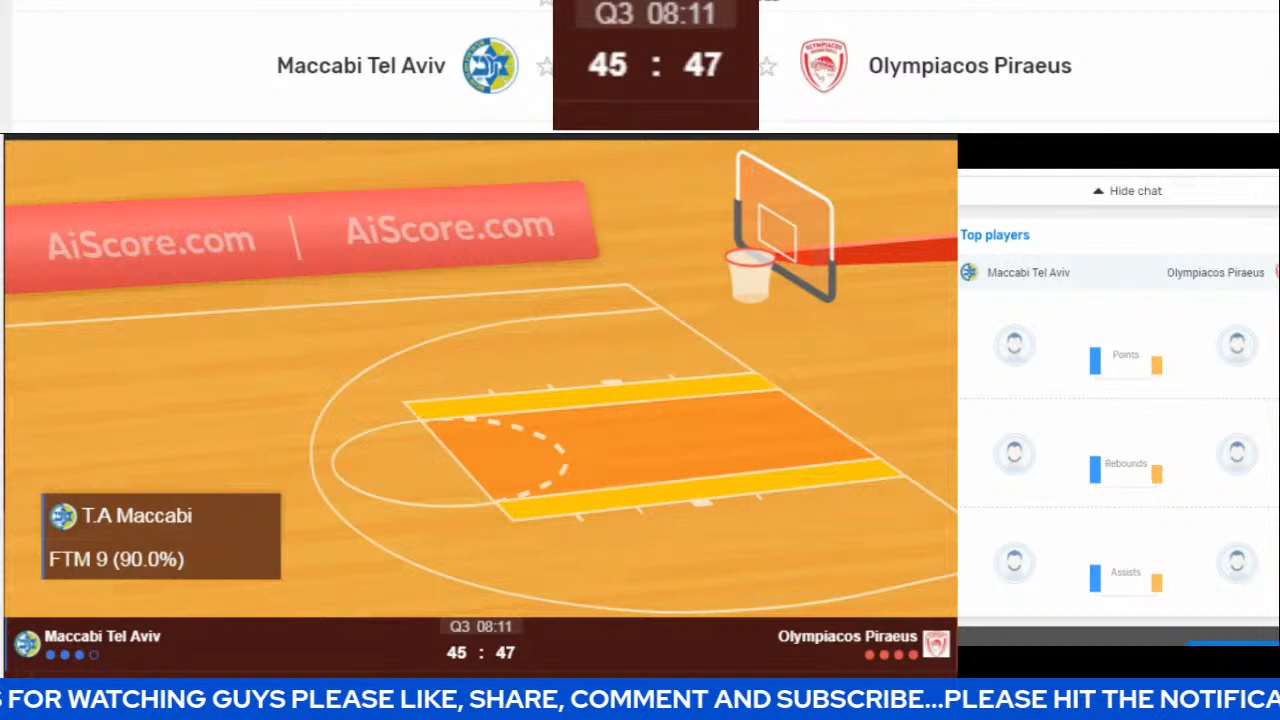 Q3 08:11
Maccabi Tel Aviv
45 : 47
Olympiacos Piraeus
AiScore.com | AiScore.com
Hide chat
Top players
Maccabi Tel Aviv
Olympiacos Piraeus
Points
Rebounds
Assists
T.A Maccabi
FTM 9 (90.0%)
Maccabi Tel Aviv
Q3 08:11
45 : 47
Olympiacos Piraeus
S FOR WATCHING GUYS PLEASE LIKE, SHARE, COMMENT AND SUBSCRIBE...PLEASE HIT THE NOTIFICA